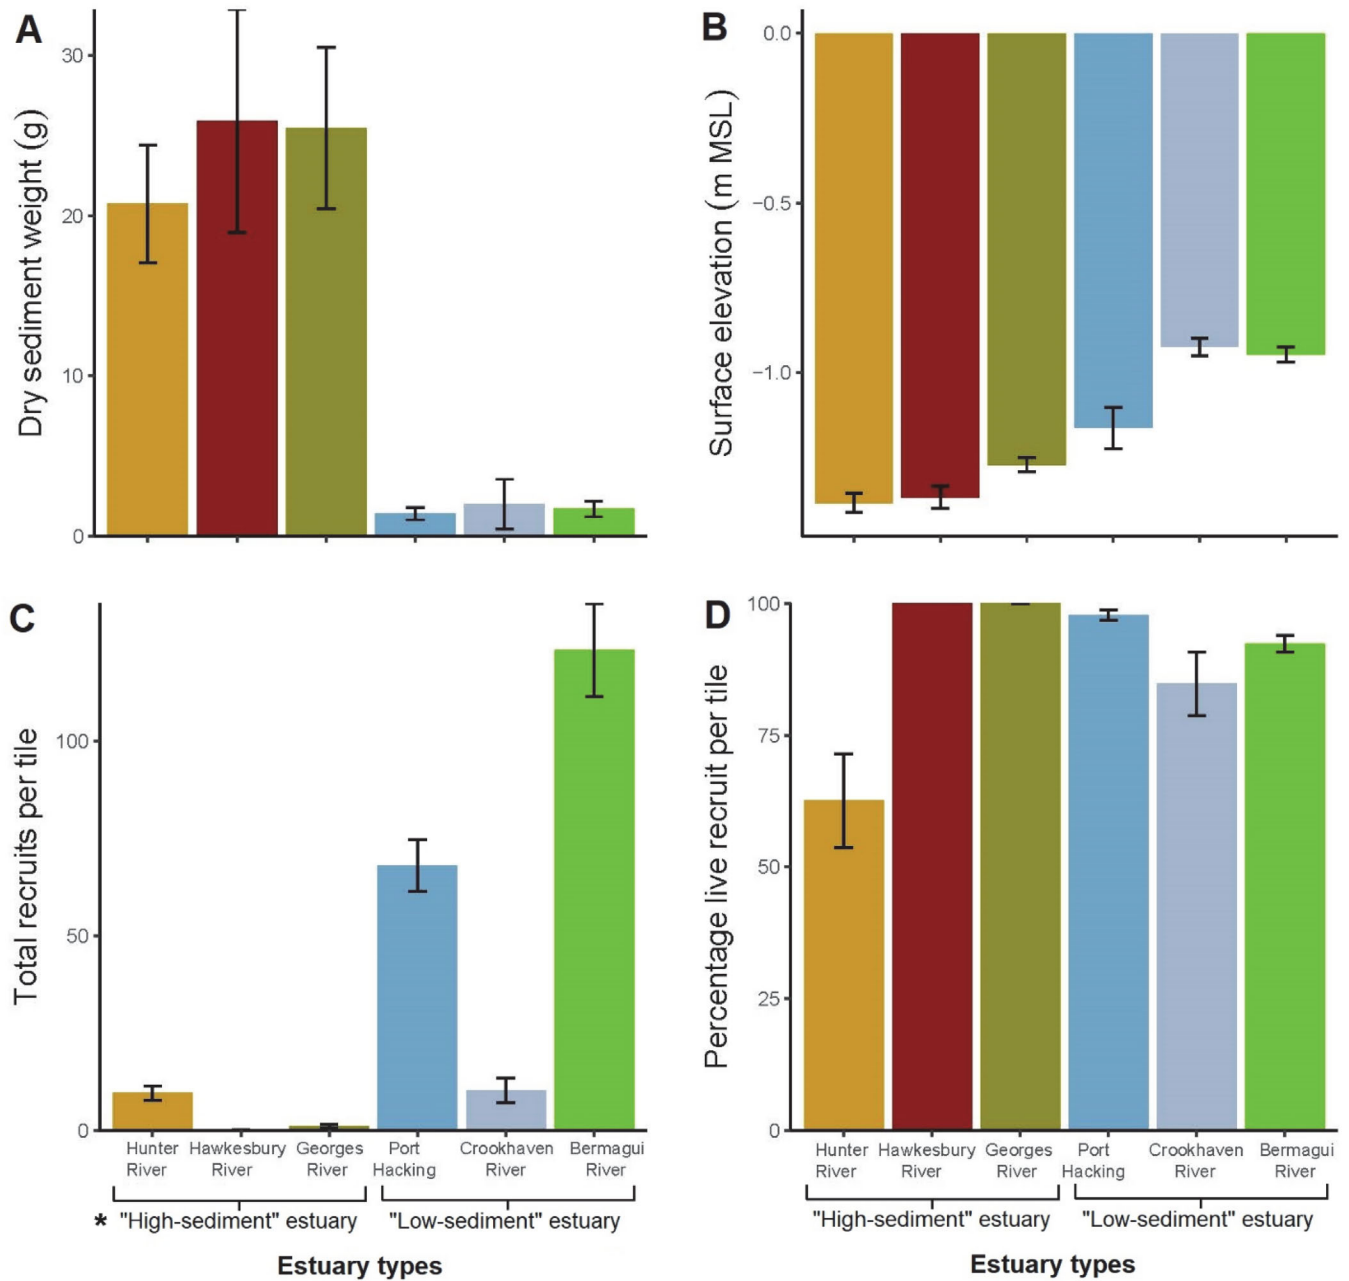 A
Dry sediment weight (g)
30
20
10
0
B
Surface elevation (m MSL)
0.0
−0.5
−1.0
C
Total recruits per tile
100
50
0
Hunter Hawkesbury Georges Port Crookhaven Bermagui
River River River Hacking River River
* "High-sediment" estuary "Low-sediment" estuary
Estuary types
D
Percentage live recruit per tile
100
75
50
25
0
Hunter Hawkesbury Georges Port Crookhaven Bermagui
River River River Hacking River River
"High-sediment" estuary "Low-sediment" estuary
Estuary types